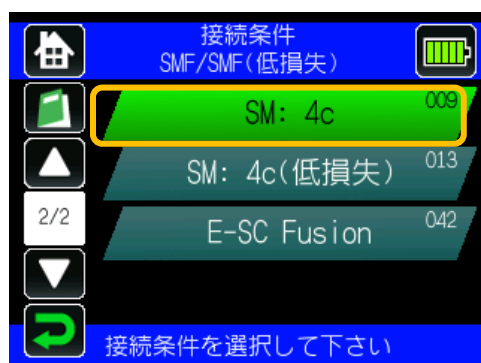 接続条件
SMF/SMF(低損失)
SM: 4c
009
SM: 4c(低損失)
013
2/2
E-SC Fusion
042
接続条件を選択して下さい